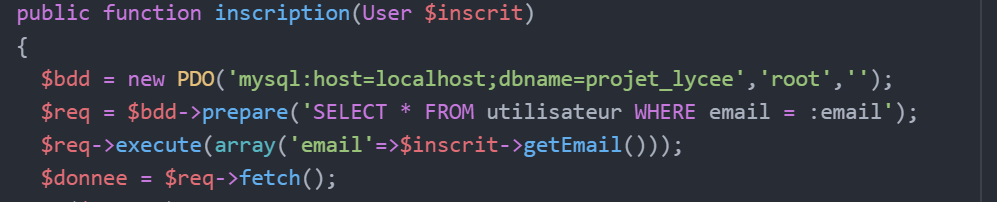 public function inscription(User $inscrit)
{
$bdd = new PDO('mysql:host=localhost;dbname=projet_lycee','root','');
$req = $bdd->prepare('SELECT * FROM utilisateur WHERE email = :email');
$req->execute(array('email'=>$inscrit->getEmail()));
$donnee = $req->fetch();